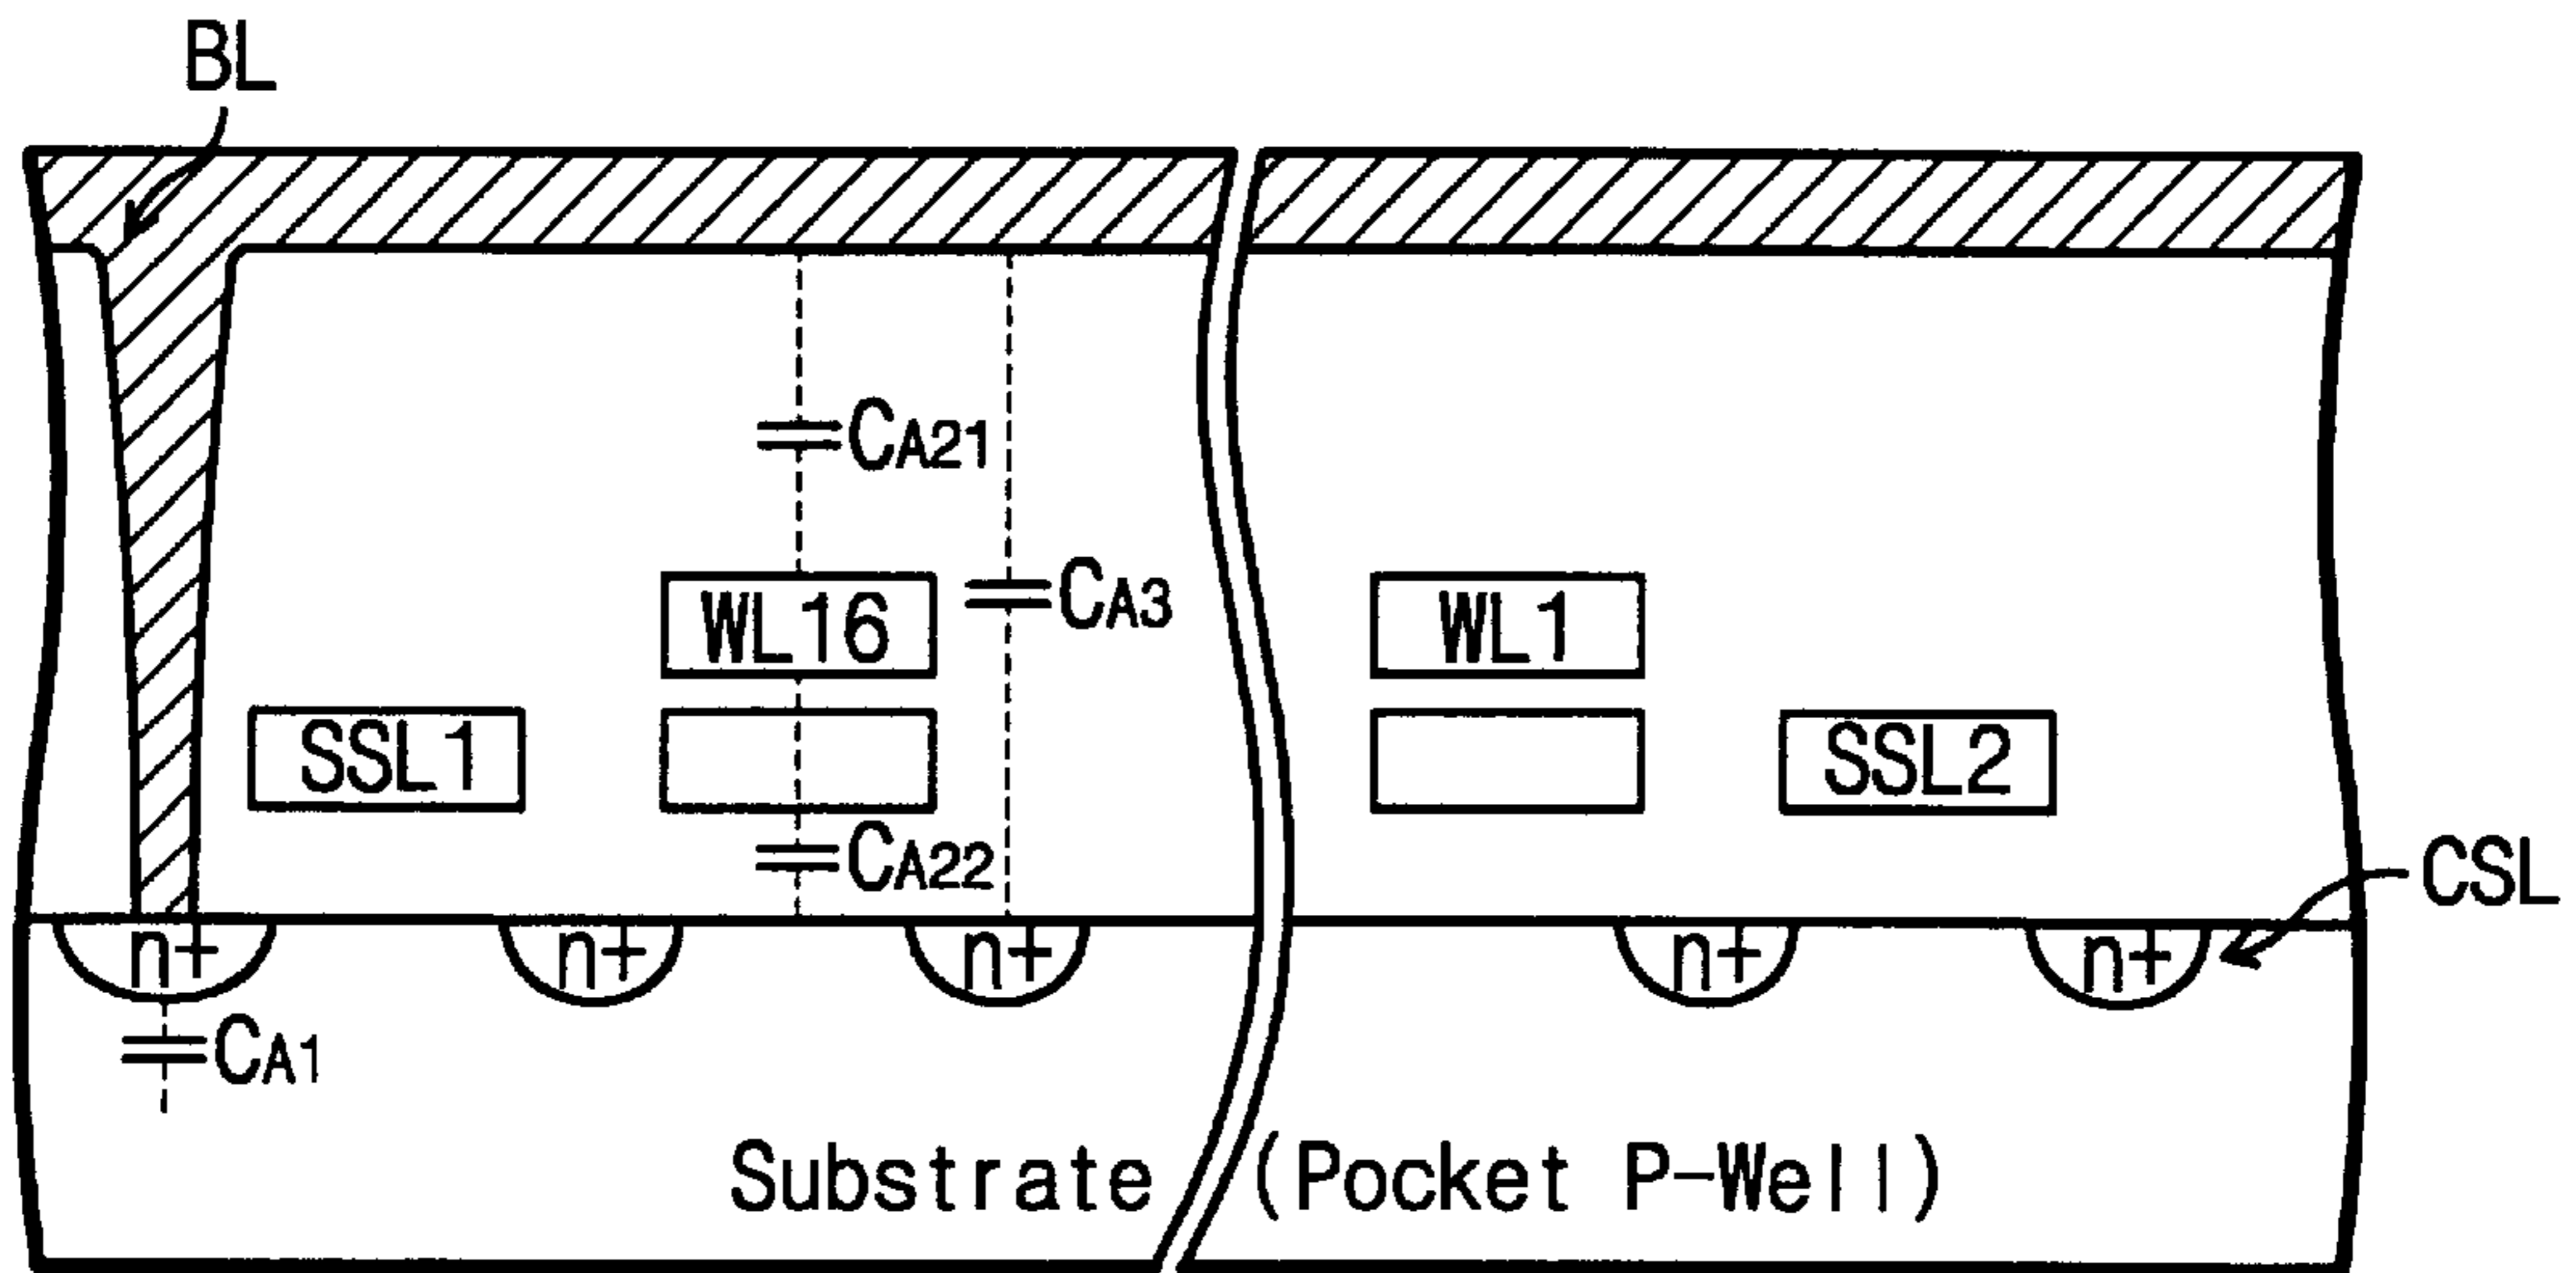 BL
CA21
WL16
CA3
WL1
SSL1
SSL2
CA22
CSL
n+
n+
n+
n+
n+
CA1
Substrate (Pocket P-Well)